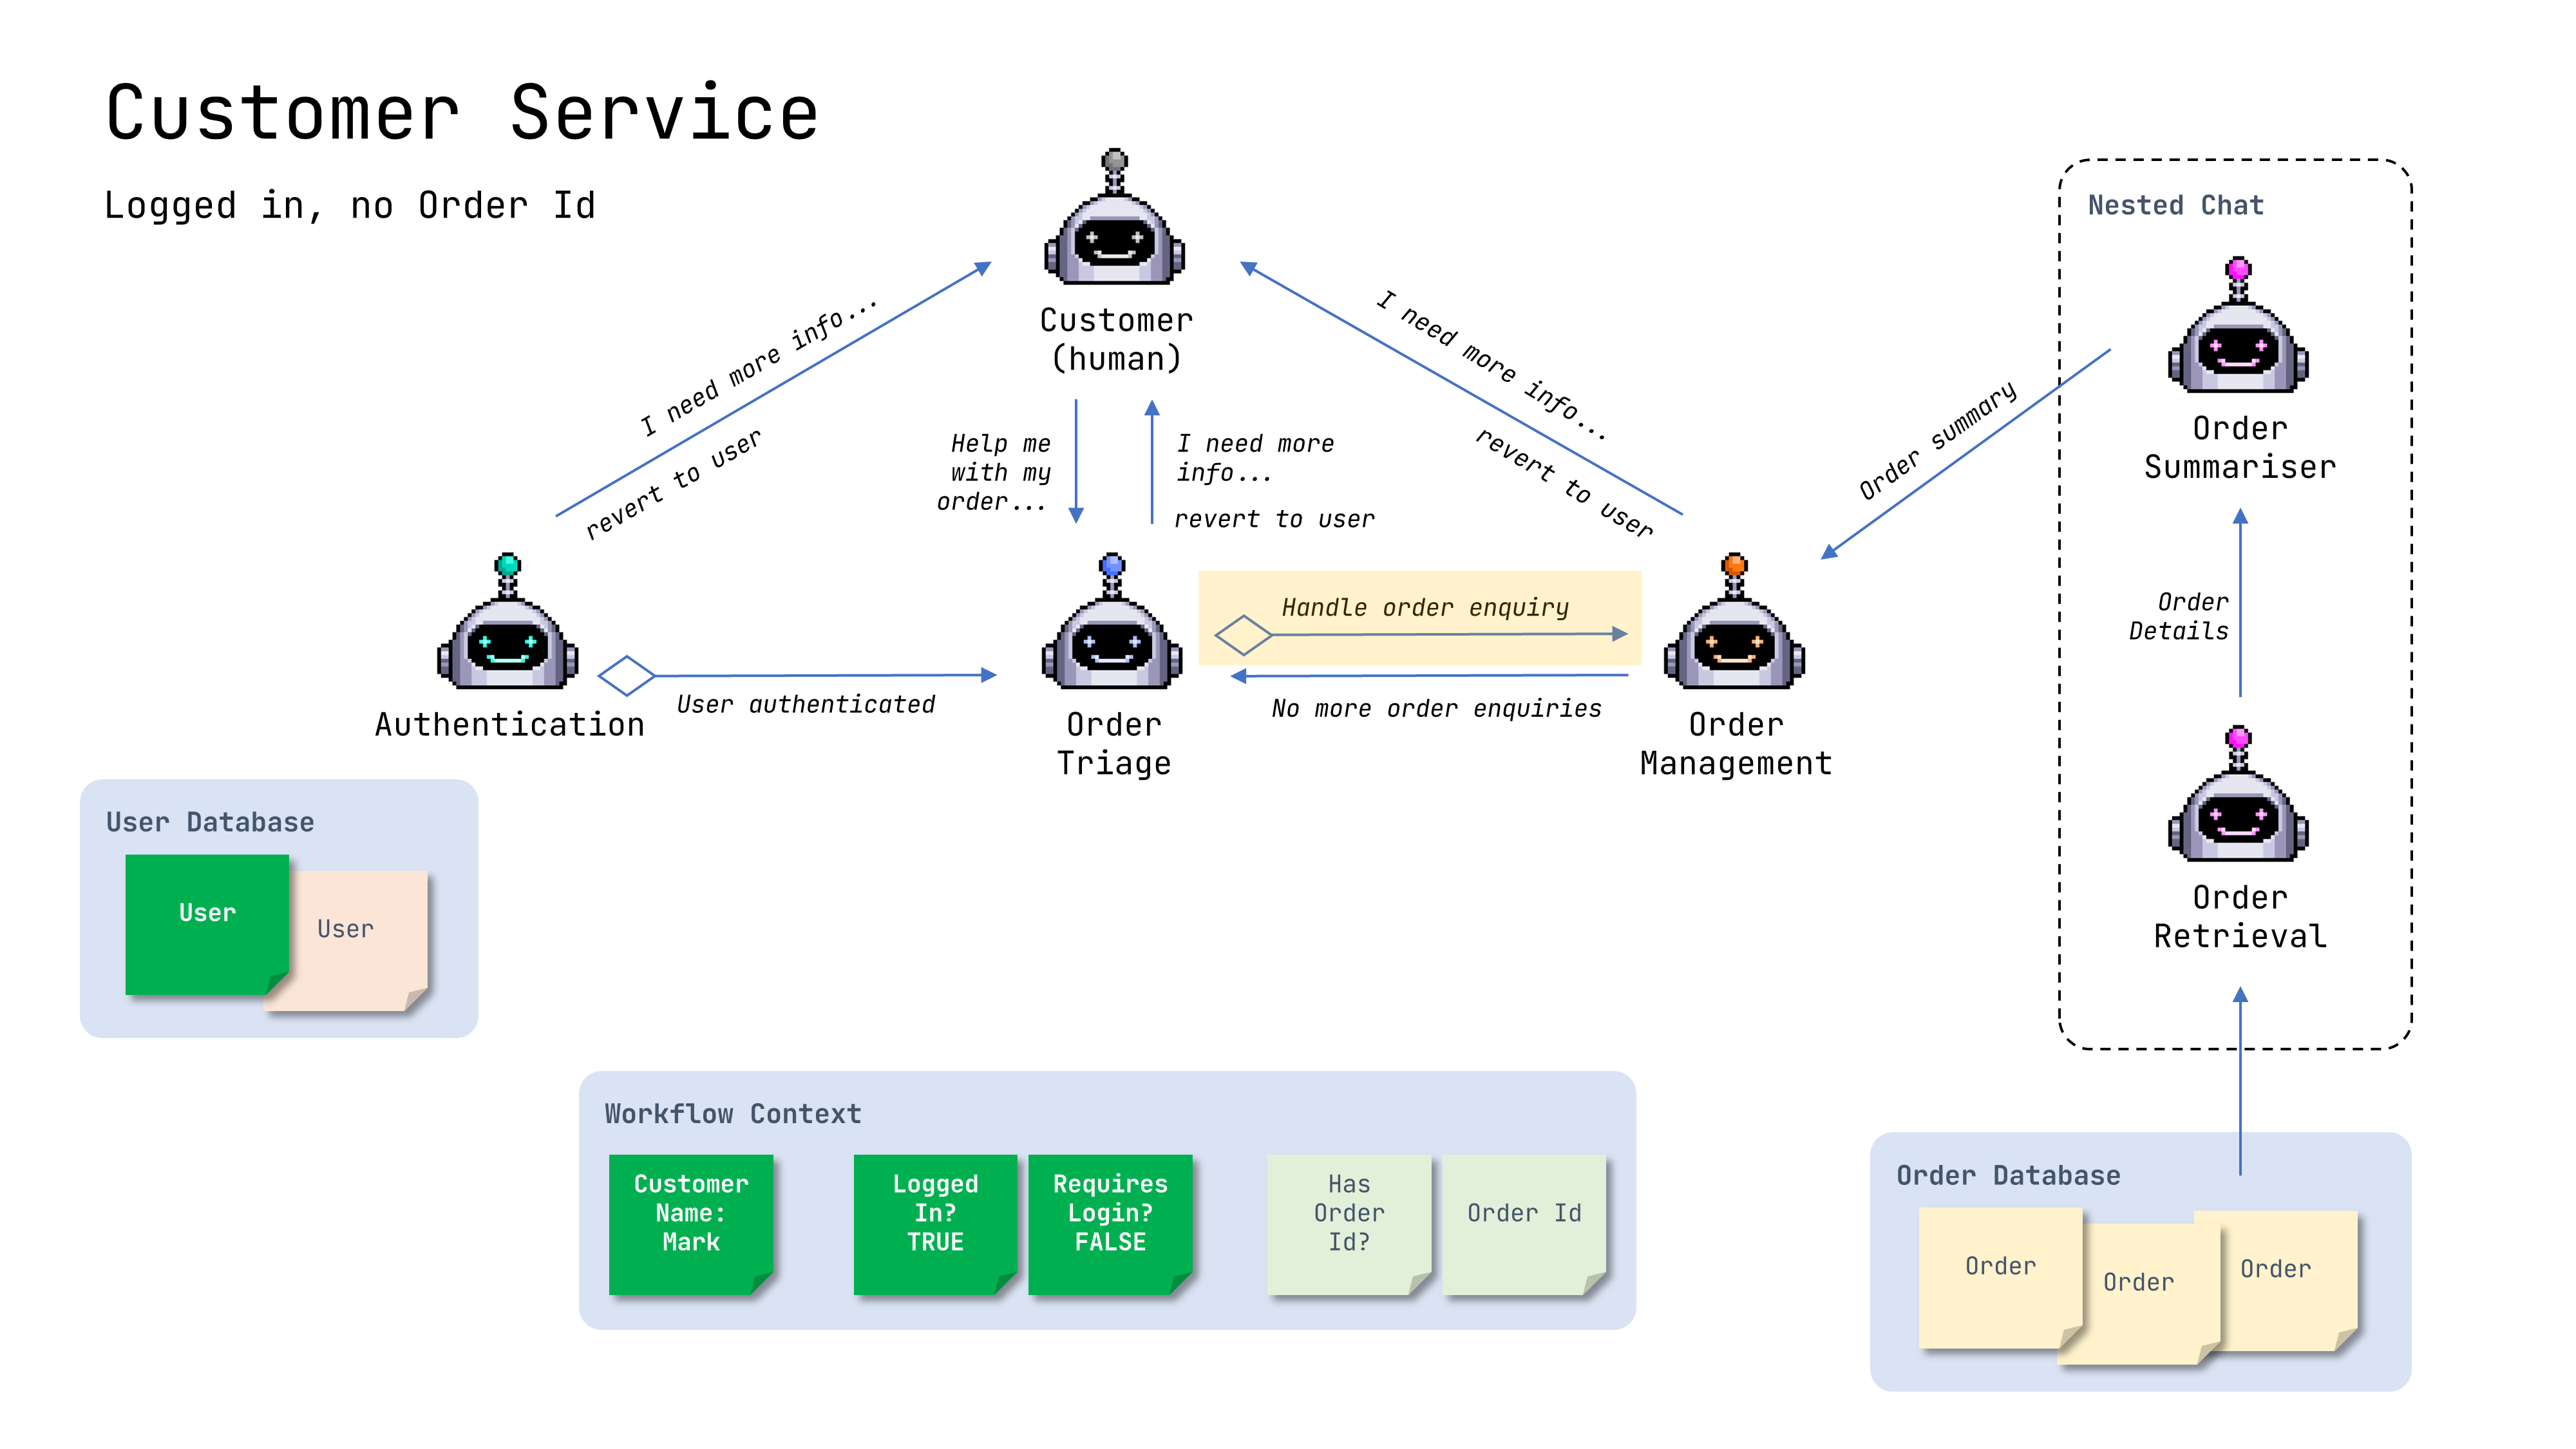 Customer Service
Logged in, no Order Id
Customer
(human)
Nested Chat
I need more info...
revert to user
Help me
with my
order...
I need more
info...
revert to user
I need more info...
revert to user
Order summary
Order
Summariser
Order
Details
Handle order enquiry
User authenticated
No more order enquiries
Authentication
Order
Triage
Order
Management
Order
Retrieval
User Database
User
User
Workflow Context
Customer
Name:
Mark
Logged
In?
TRUE
Requires
Login?
FALSE
Has
Order
Id?
Order Id
Order Database
Order
Order
Order